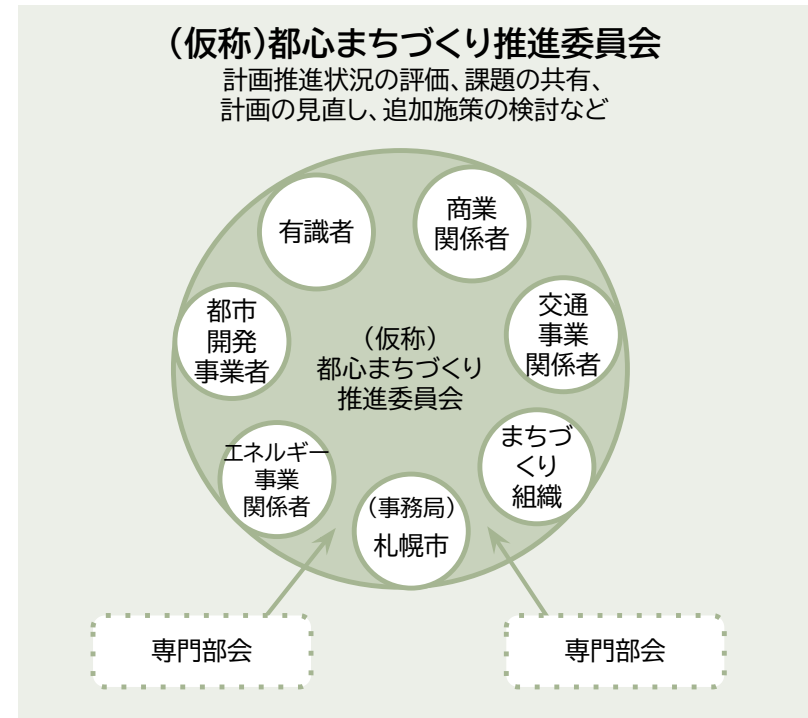 （仮称）都心まちづくり推進委員会
計画推進状況の評価、課題の共有、
計画の見直し、追加施策の検討など
有識者
商業
関係者
都市
開発
事業者
（仮称）
都心まちづくり
推進委員会
交通
事業
関係者
エネルギー
事業
関係者
まちづ
くり
組織
（事務局）
札幌市
専門部会
専門部会